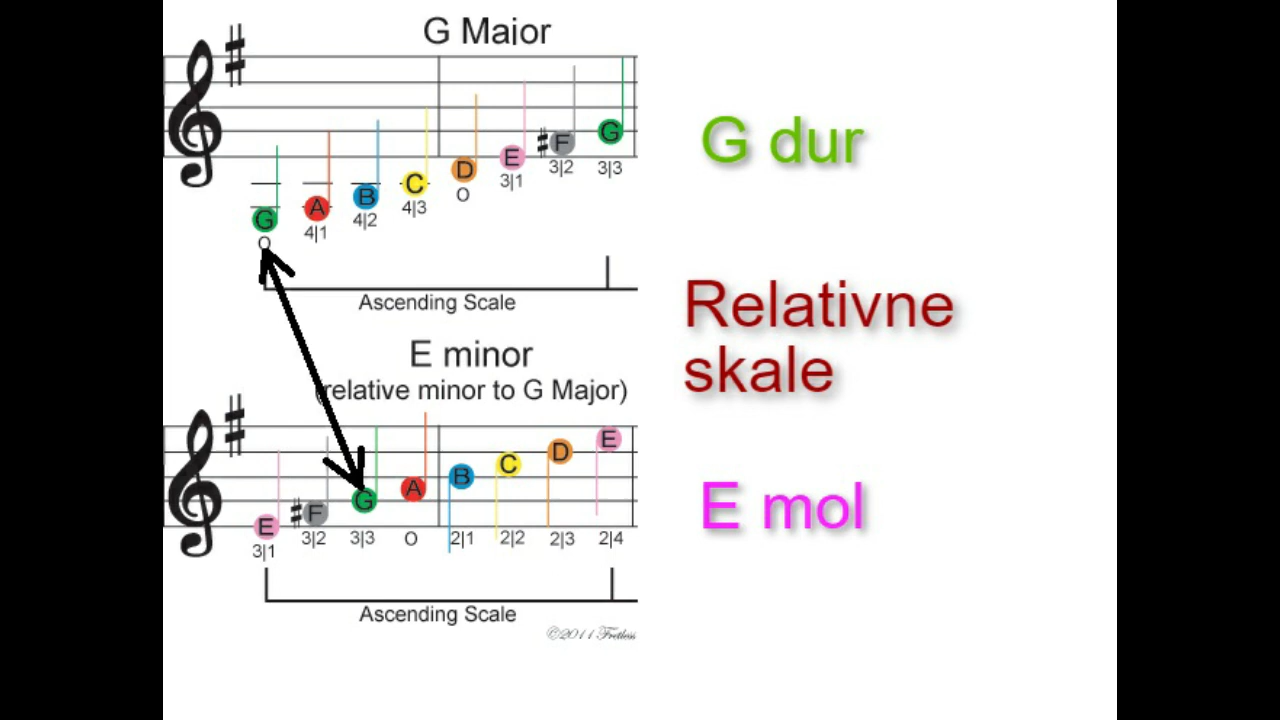 G Major
G A B C D E ♯F G
O 4|1 4|2 4|3 O 3|1 3|2 3|3
Ascending Scale
E minor
(relative minor to G Major)
E ♯F G A B C D E
3|1 3|2 3|3 O 2|1 2|2 2|3 2|4
Ascending Scale
©2011 Fretless
G dur
Relativne
skale
E mol